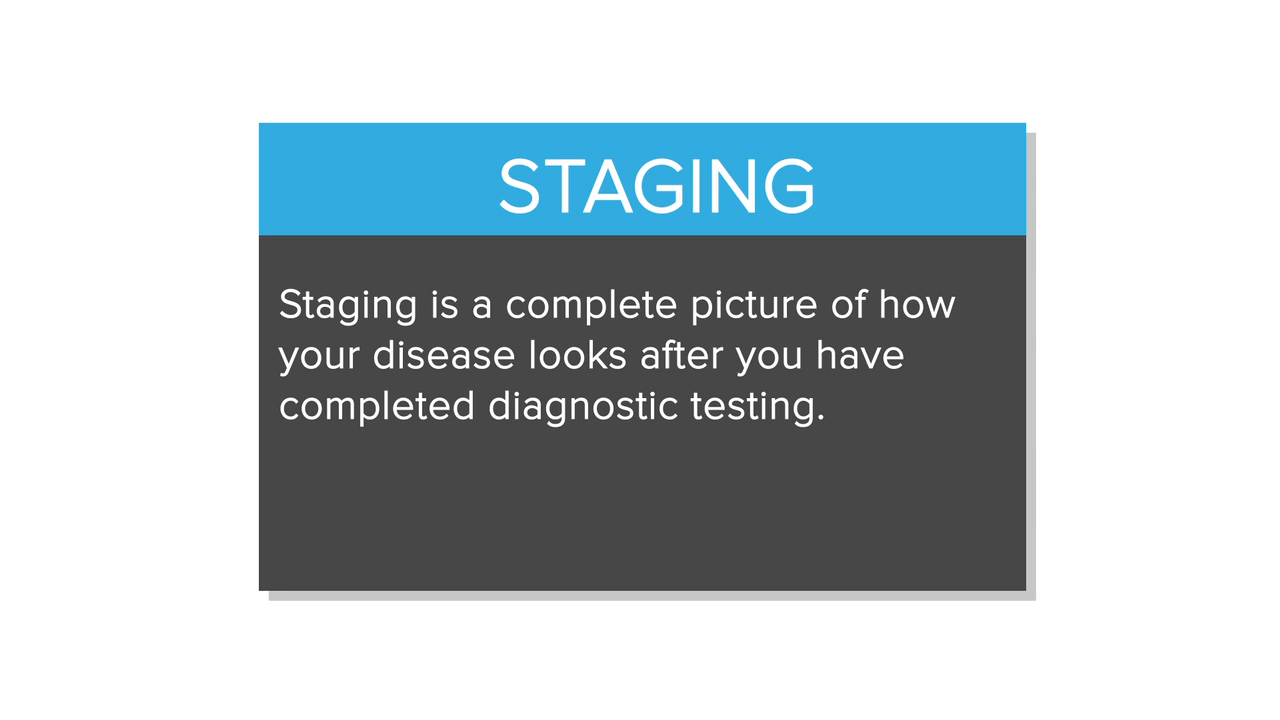 STAGING
Staging is a complete picture of how
your disease looks after you have
completed diagnostic testing.